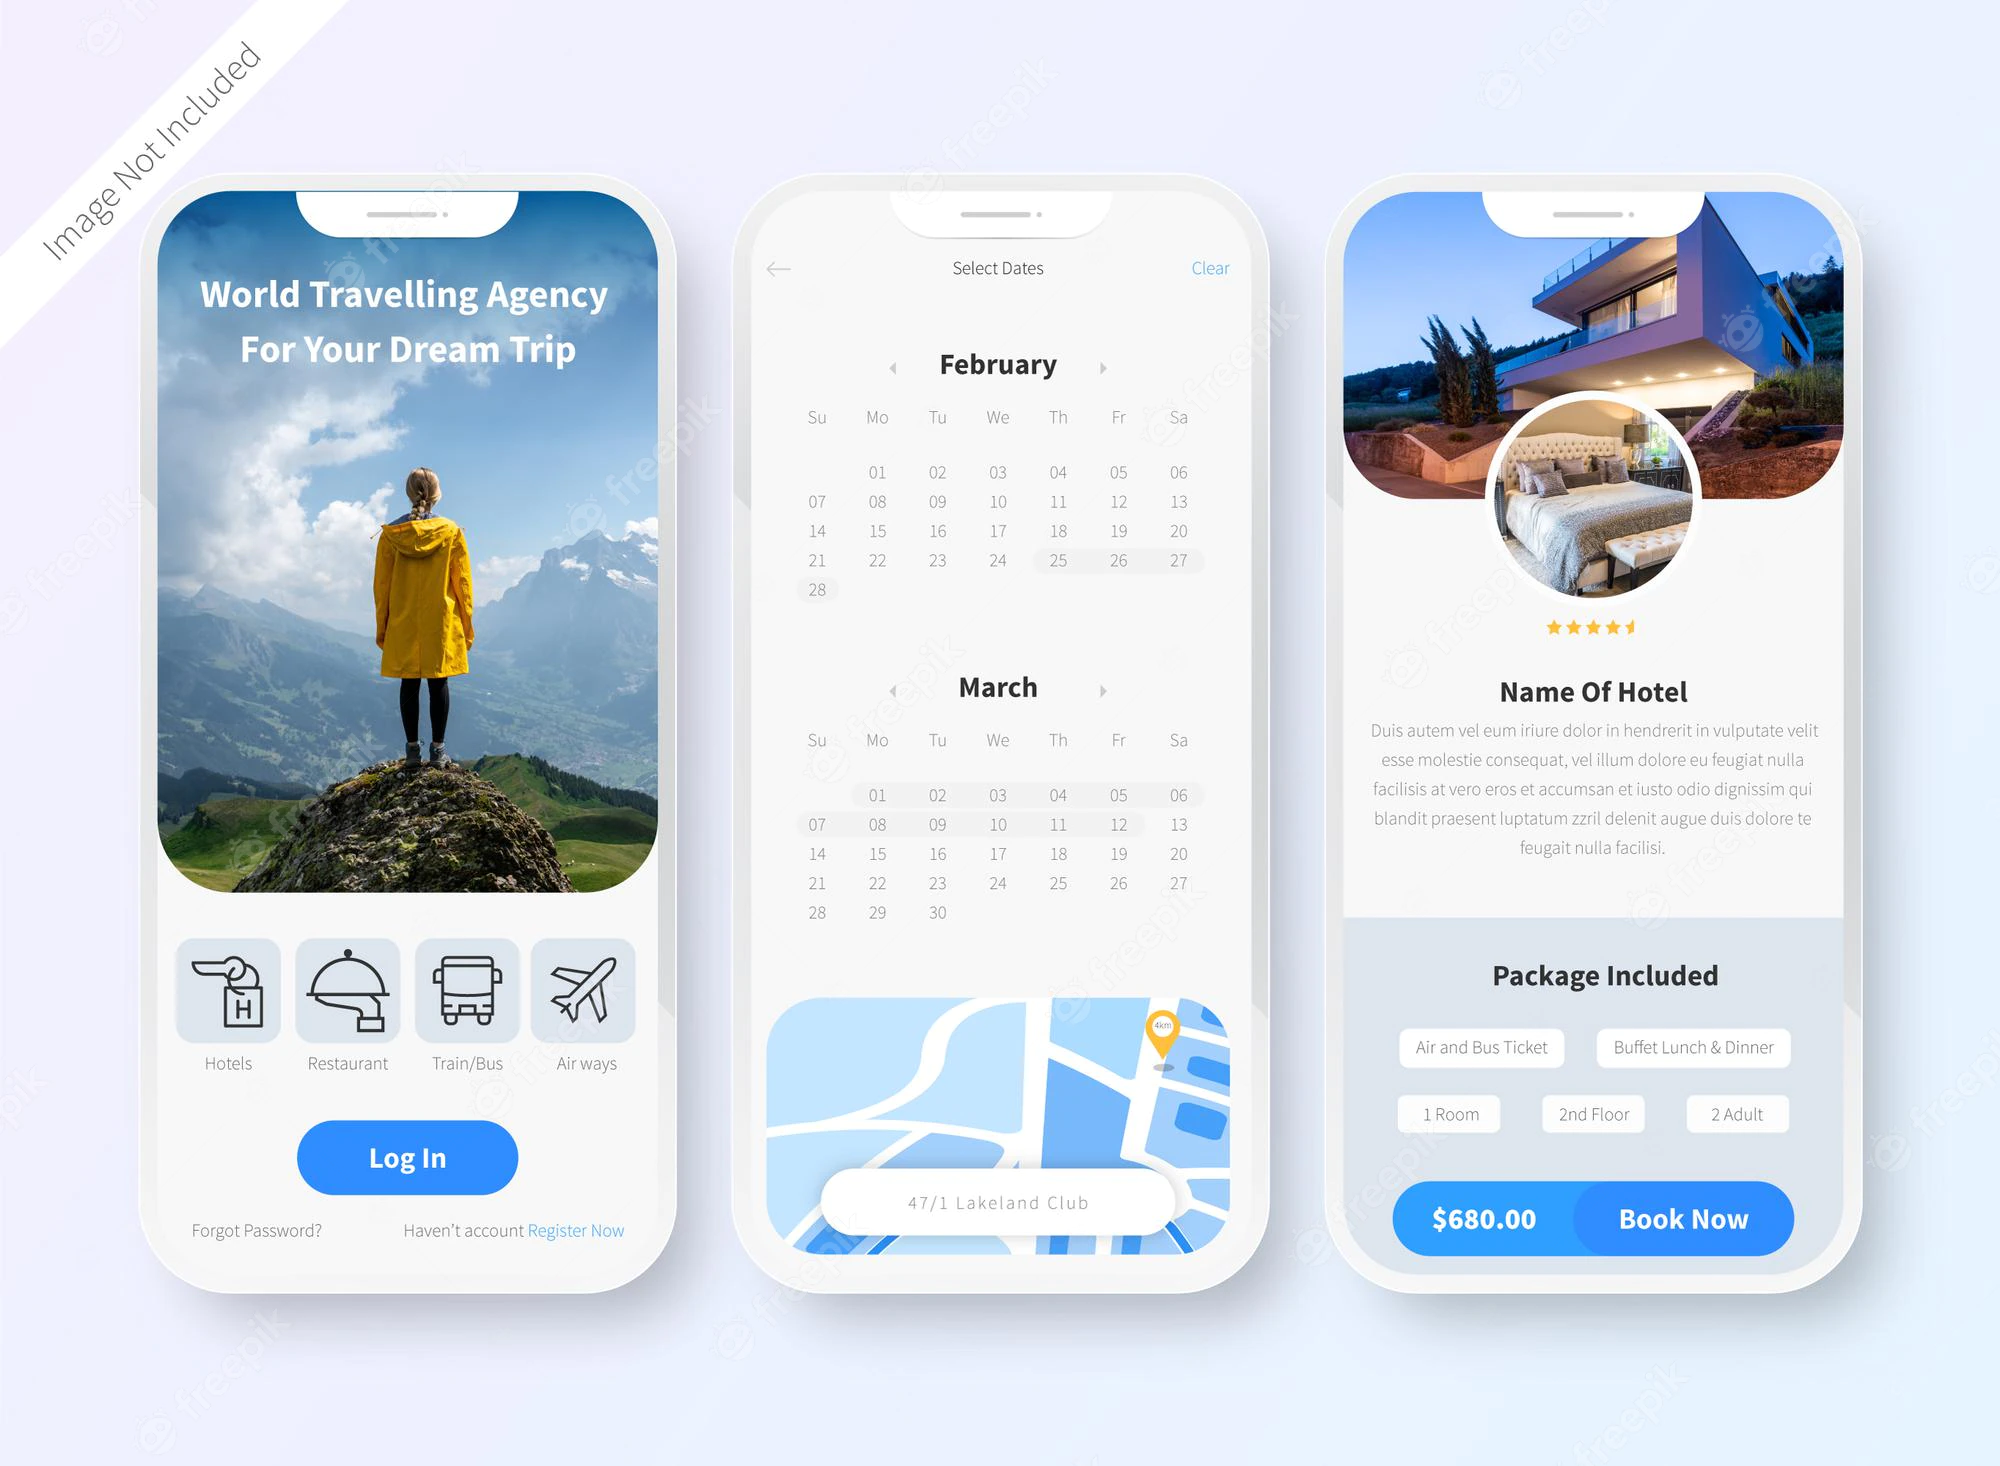 Image Not Included
World Travelling Agency
For Your Dream Trip
H
Hotels
Restaurant
Train/Bus
Air ways
Log In
Forgot Password?
Haven't account Register Now
Select Dates
Clear
February
Su Mo Tu We Th Fr Sa
01 02 03 04 05 06
07 08 09 10 11 12 13
14 15 16 17 18 19 20
21 22 23 24 25 26 27
28
March
Su Mo Tu We Th Fr Sa
01 02 03 04 05 06
07 08 09 10 11 12 13
14 15 16 17 18 19 20
21 22 23 24 25 26 27
28 29 30
4km
47/1 Lakeland Club
Name Of Hotel
Duis autem vel eum iriure dolor in hendrerit in vulputate velit
esse molestie consequat, vel illum dolore eu feugiat nulla
facilisis at vero eros et accumsan et iusto odio dignissim qui
blandit praesent luptatum zzril delenit augue duis dolore te
feugait nulla facilisi.
Package Included
Air and Bus Ticket
Buffet Lunch & Dinner
1 Room
2nd Floor
2 Adult
$680.00
Book Now
freepik